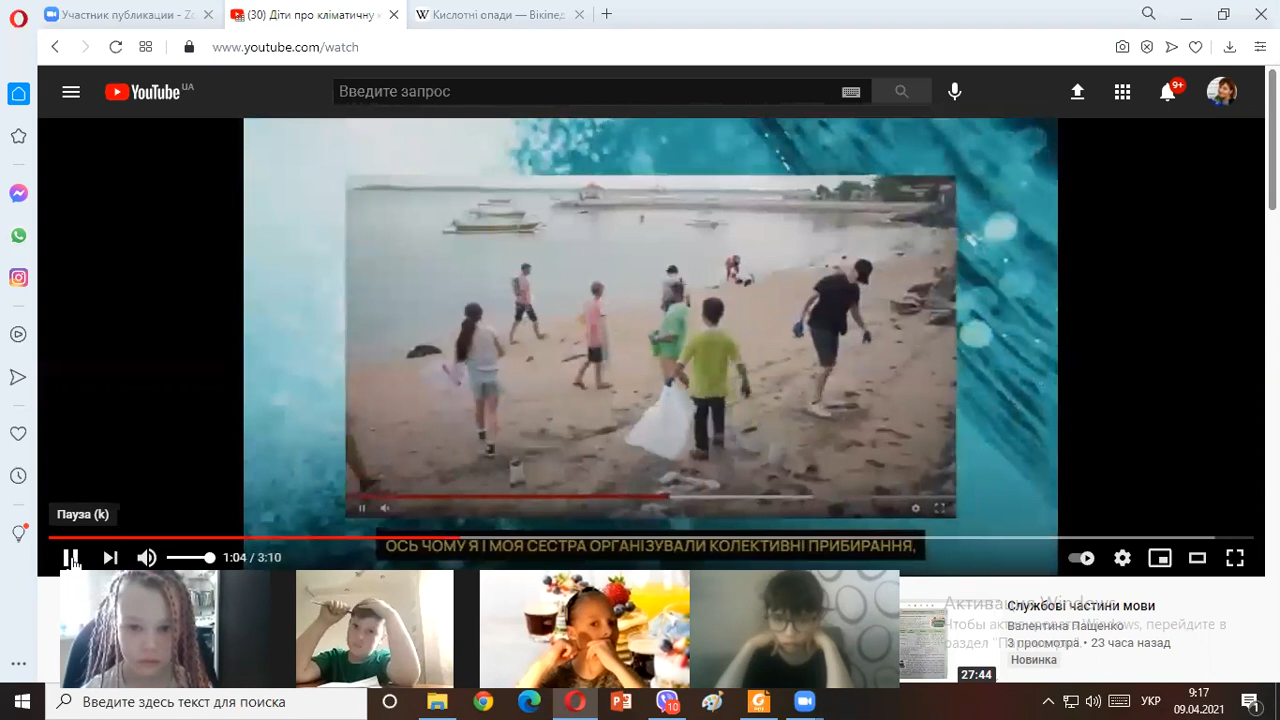 Участник публикации - Zo
(30) Діти про кліматичну
Кислотні опади – Вікіпед
www.youtube.com/watch
YouTube UA
Введите запрос
9+
Пауза (k)
ОСЬ ЧОМУ Я І МОЯ СЕСТРА ОРГАНІЗУВАЛИ КОЛЕКТИВНІ ПРИБИРАННЯ,
1:04 / 3:10
Службові частини мови
Валентина Пащенко
3 просмотра • 23 часа назад
Новинка
27:44
Активация Windows
Чтобы активировать Windows, перейдите в
раздел "Параметры".
Введите здесь текст для поиска
10
УКР
9:17
09.04.2021
1